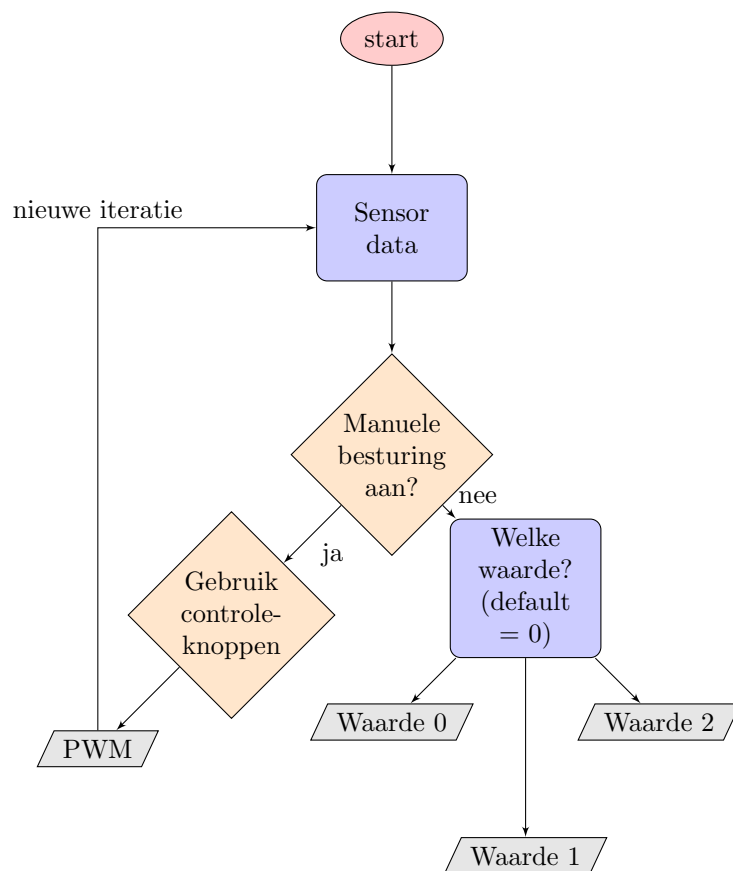 start
nieuwe iteratie
Sensor
data
Manuele
besturing
aan?
nee
ja
Gebruik
controle-
knoppen
Welke
waarde?
(default
= 0)
PWM
Waarde 0
Waarde 2
Waarde 1